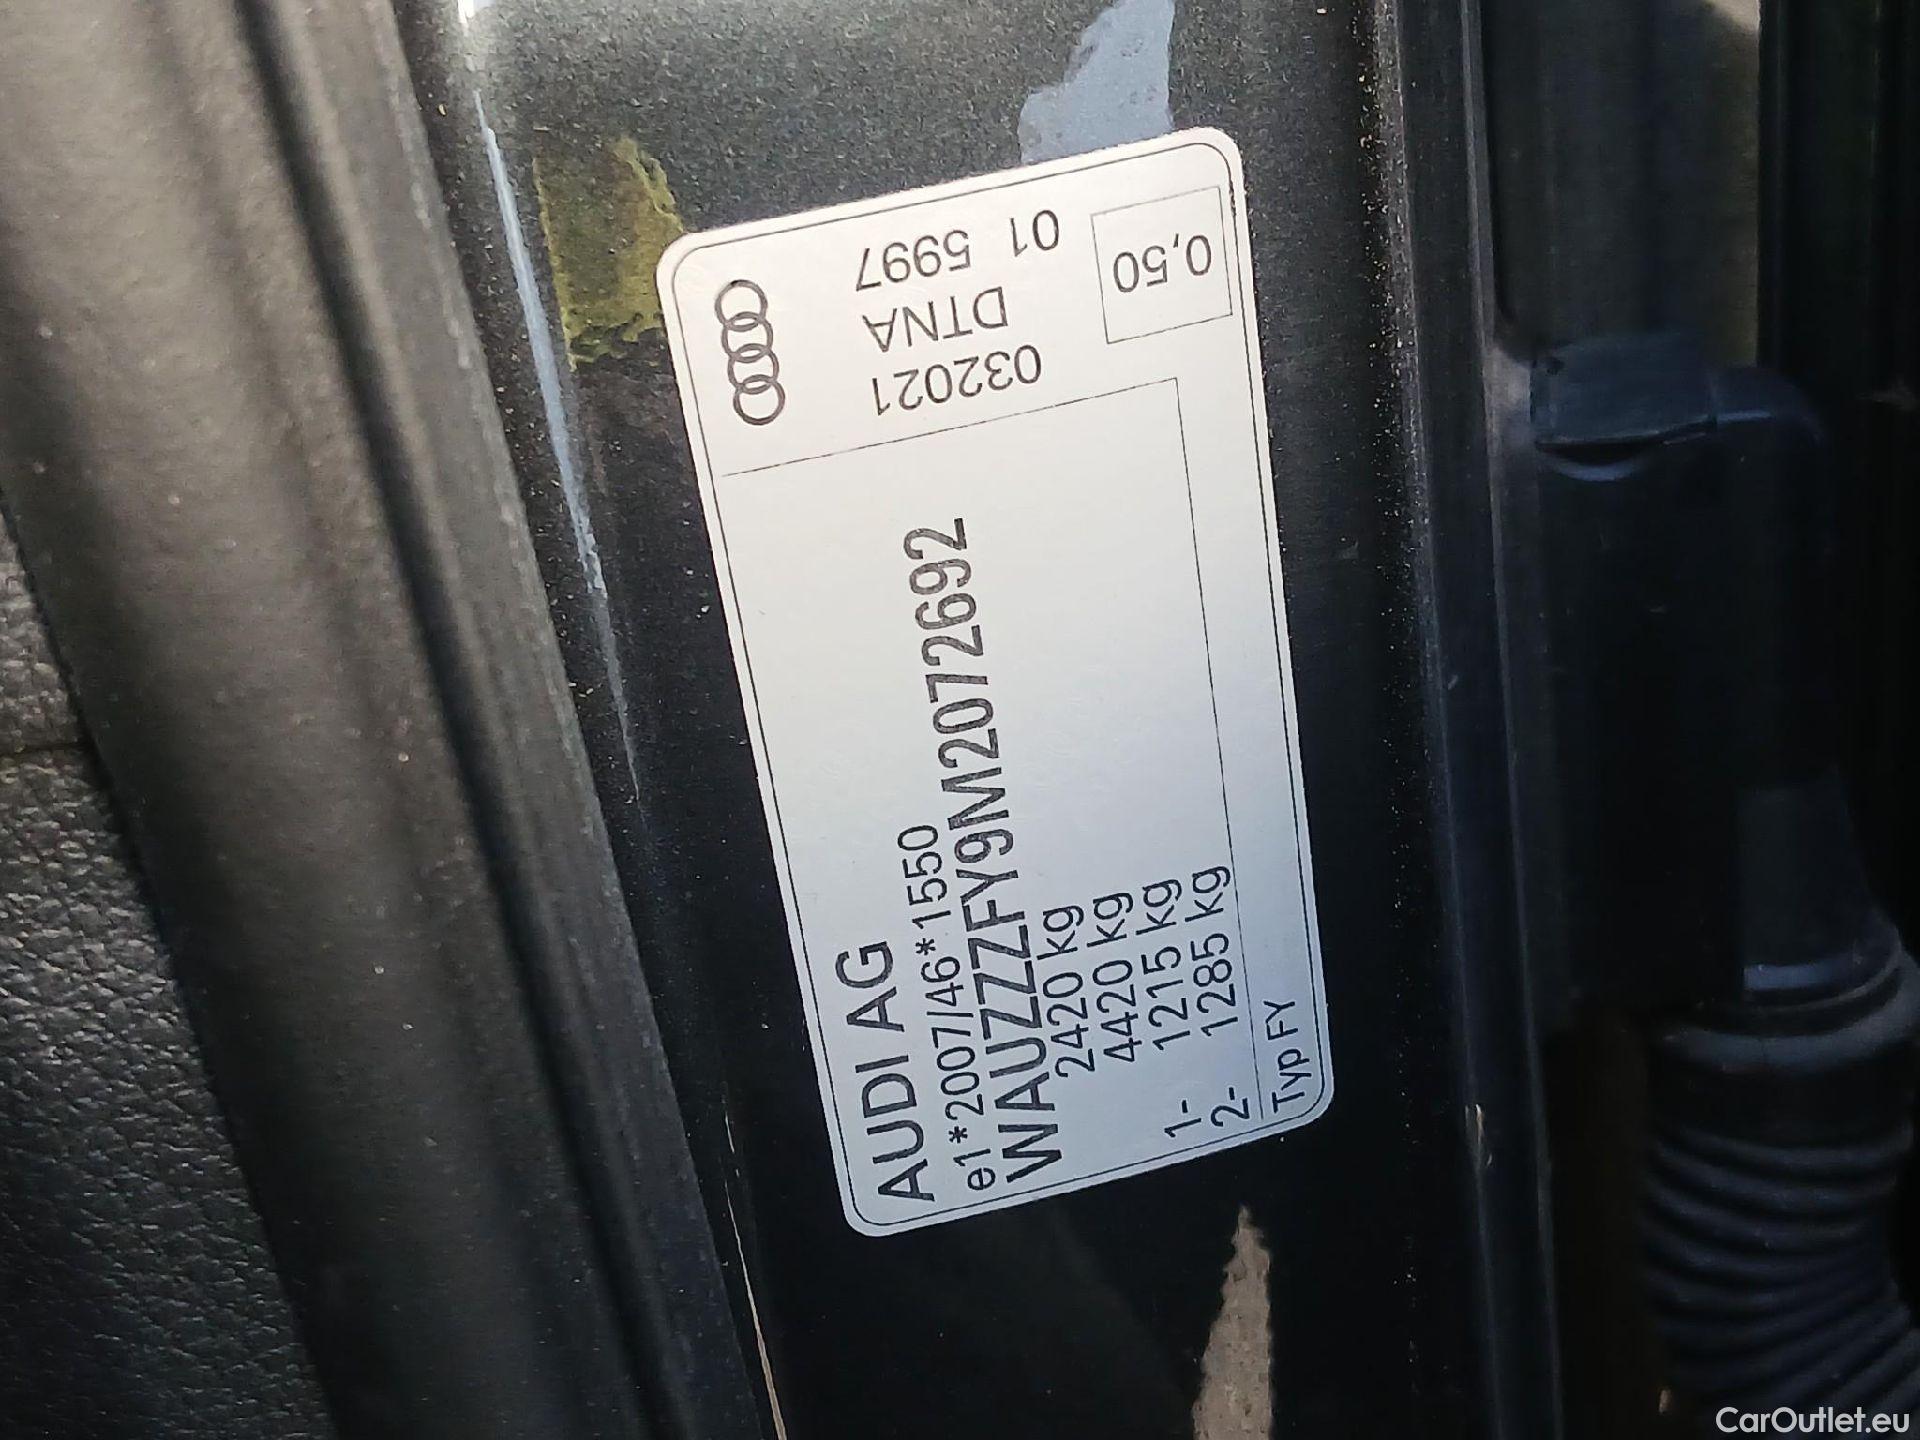 AUDI AG
e1*2007/46*1550
WAUZZZFY9M2072692
2420 kg
4420 kg
1- 1215 kg
2- 1285 kg
Typ FY
032021
DTNA
01 5997
0,50
CarOutlet.eu